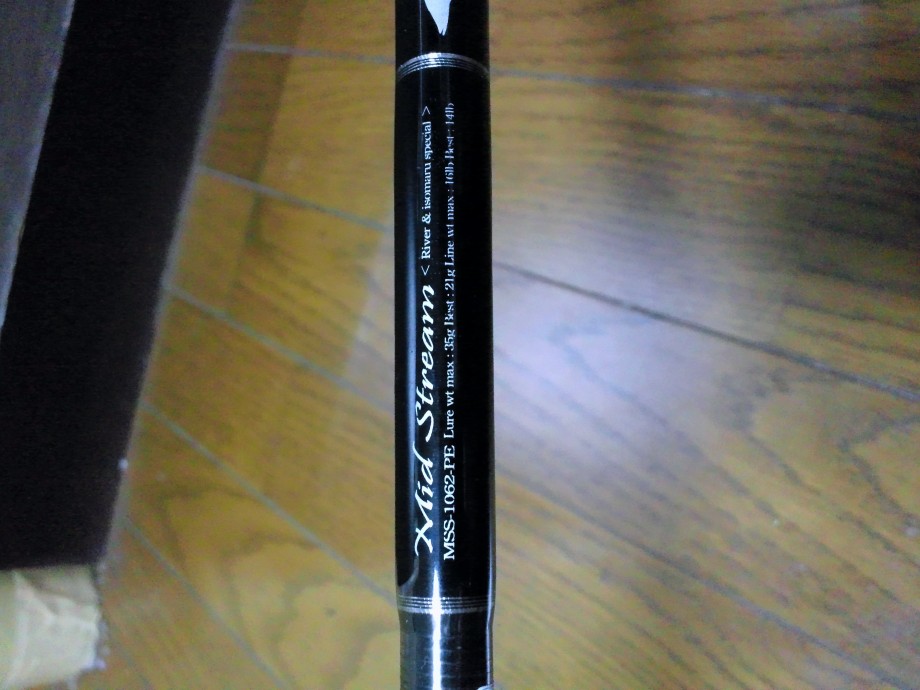 Mid Stream < River & isomaru special >
MSS-1062-PE Lure wt max : 35g Best : 21g Line wt max : 16lb Best : 14lb